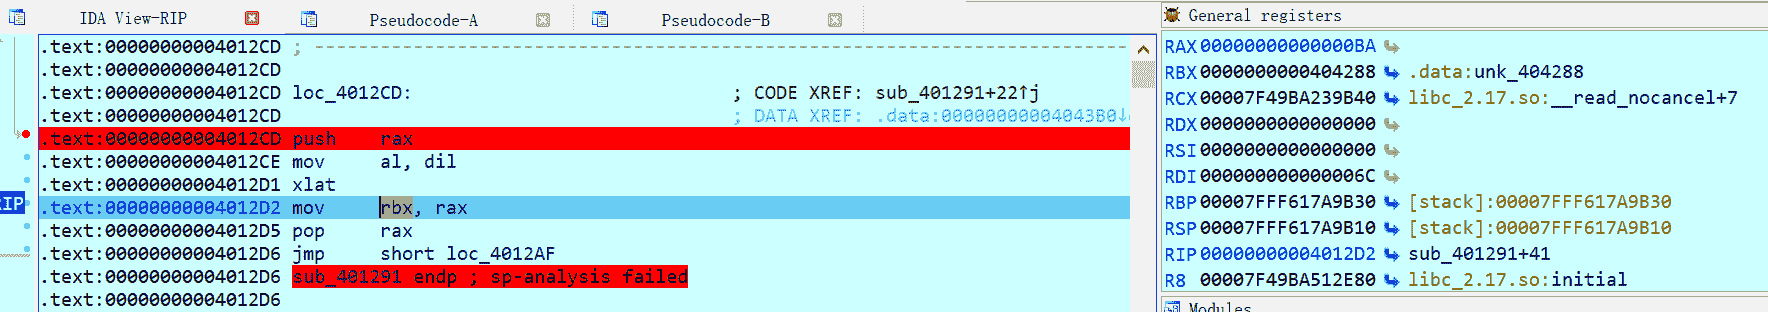 IDA View-RIP
Pseudocode-A
Pseudocode-B
.text:00000000004012CD ; ------------------------------------------------------------------------
.text:00000000004012CD
.text:00000000004012CD loc_4012CD: ; CODE XREF: sub_401291+22↑j
.text:00000000004012CD ; DATA XREF: .data:00000000004043B0↓
.text:00000000004012CD push rax
.text:00000000004012CE mov al, dil
.text:00000000004012D1 xlat
.text:00000000004012D2 mov rbx, rax
.text:00000000004012D5 pop rax
.text:00000000004012D6 jmp short loc_4012AF
.text:00000000004012D6 sub_401291 endp ; sp-analysis failed
.text:00000000004012D6
RIP
General registers
RAX 00000000000000BA
RBX 0000000000404288 .data:unk_404288
RCX 00007F49BA239B40 libc_2.17.so:__read_nocancel+7
RDX 0000000000000000
RSI 0000000000000000
RDI 000000000000006C
RBP 00007FFF617A9B30 [stack]:00007FFF617A9B30
RSP 00007FFF617A9B10 [stack]:00007FFF617A9B10
RIP 00000000004012D2 sub_401291+41
R8 00007F49BA512E80 libc_2.17.so:initial
Modules